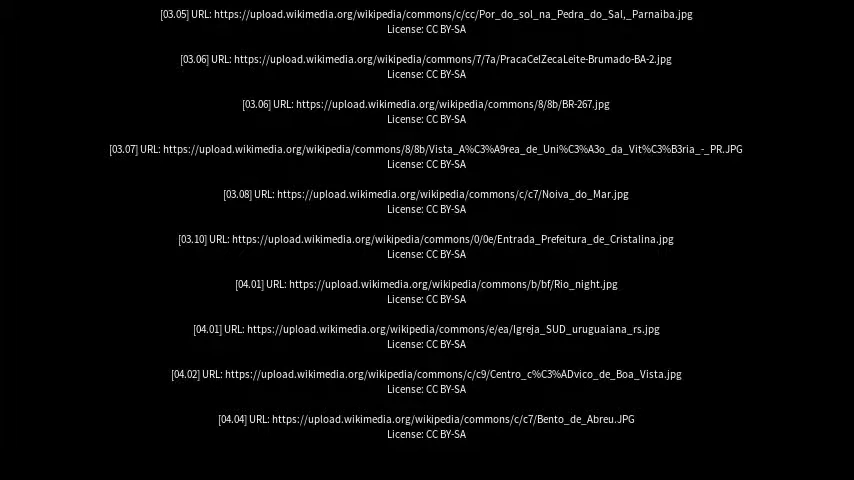 [03.05] URL: https://upload.wikimedia.org/wikipedia/commons/c/cc/Por_do_sol_na_Pedra_do_Sal,_Parnaiba.jpg
License: CC BY-SA
[03.06] URL: https://upload.wikimedia.org/wikipedia/commons/7/7a/PracaCelZecaLeite-Brumado-BA-2.jpg
License: CC BY-SA
[03.06] URL: https://upload.wikimedia.org/wikipedia/commons/8/8b/BR-267.jpg
License: CC BY-SA
[03.07] URL: https://upload.wikimedia.org/wikipedia/commons/8/8b/Vista_A%C3%A9rea_de_Uni%C3%A3o_da_Vit%C3%B3ria_-_PR.JPG
License: CC BY-SA
[03.08] URL: https://upload.wikimedia.org/wikipedia/commons/c/c7/Noiva_do_Mar.jpg
License: CC BY-SA
[03.10] URL: https://upload.wikimedia.org/wikipedia/commons/0/0e/Entrada_Prefeitura_de_Cristalina.jpg
License: CC BY-SA
[04.01] URL: https://upload.wikimedia.org/wikipedia/commons/b/bf/Rio_night.jpg
License: CC BY-SA
[04.01] URL: https://upload.wikimedia.org/wikipedia/commons/e/ea/Igreja_SUD_uruguaiana_rs.jpg
License: CC BY-SA
[04.02] URL: https://upload.wikimedia.org/wikipedia/commons/c/c9/Centro_c%C3%ADvico_de_Boa_Vista.jpg
License: CC BY-SA
[04.04] URL: https://upload.wikimedia.org/wikipedia/commons/c/c7/Bento_de_Abreu.JPG
License: CC BY-SA